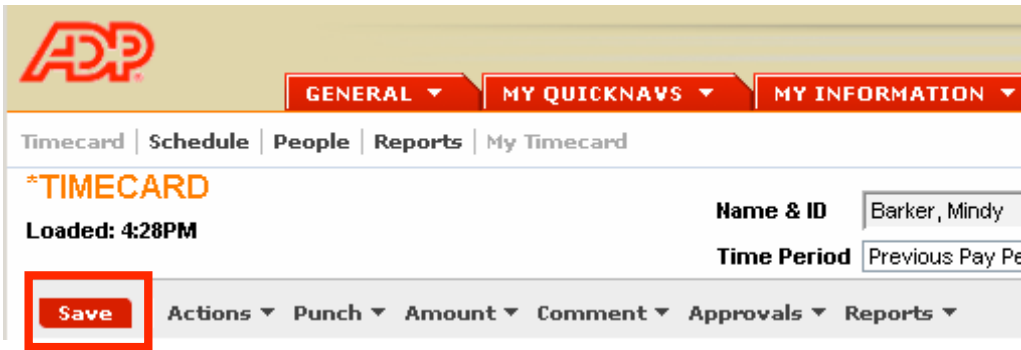 ADP
GENERAL MY QUICKNAVS MY INFORMATION
Timecard | Schedule | People | Reports | My Timecard
*TIMECARD
Name & ID Barker, Mindy
Loaded: 4:28PM
Time Period Previous Pay Pe
Save Actions Punch Amount Comment Approvals Reports